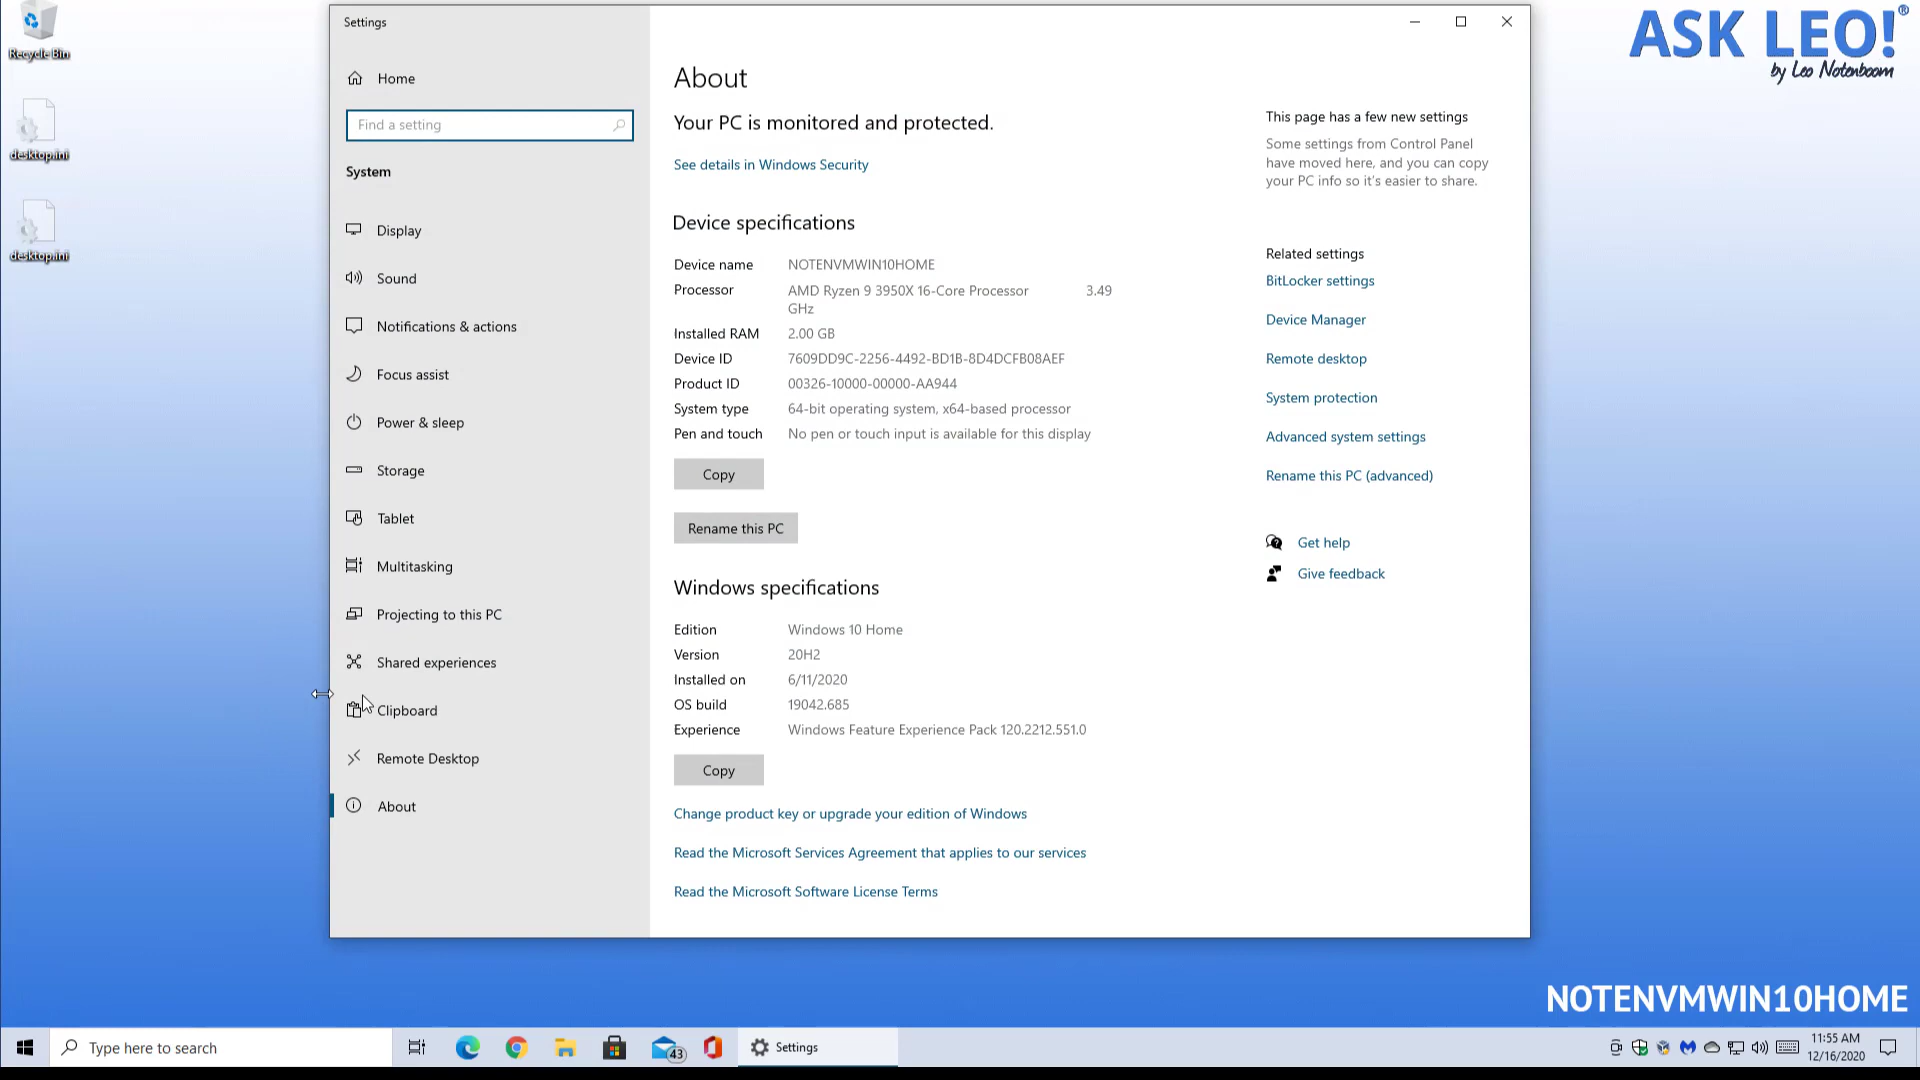 Recycle Bin
desktop.ini
desktop.ini
Settings
Home
Find a setting
System
Display
Sound
Notifications & actions
Focus assist
Power & sleep
Storage
Tablet
Multitasking
Projecting to this PC
Shared experiences
Clipboard
Remote Desktop
About
About
Your PC is monitored and protected.
See details in Windows Security
Device specifications
Device name NOTENVMWIN10HOME
Processor AMD Ryzen 9 3950X 16-Core Processor 3.49
GHz
Installed RAM 2.00 GB
Device ID 7609DD9C-2256-4492-BD1B-8D4DCFB08AEF
Product ID 00326-10000-00000-AA944
System type 64-bit operating system, x64-based processor
Pen and touch No pen or touch input is available for this display
Copy
Rename this PC
Windows specifications
Edition Windows 10 Home
Version 20H2
Installed on 6/11/2020
OS build 19042.685
Experience Windows Feature Experience Pack 120.2212.551.0
Copy
Change product key or upgrade your edition of Windows
Read the Microsoft Services Agreement that applies to our services
Read the Microsoft Software License Terms
This page has a few new settings
Some settings from Control Panel
have moved here, and you can copy
your PC info so it's easier to share.
Related settings
BitLocker settings
Device Manager
Remote desktop
System protection
Advanced system settings
Rename this PC (advanced)
Get help
Give feedback
ASK LEO!®
by Leo Notenboom
NOTENVMWIN10HOME
Type here to search
43
Settings
11:55 AM
12/16/2020